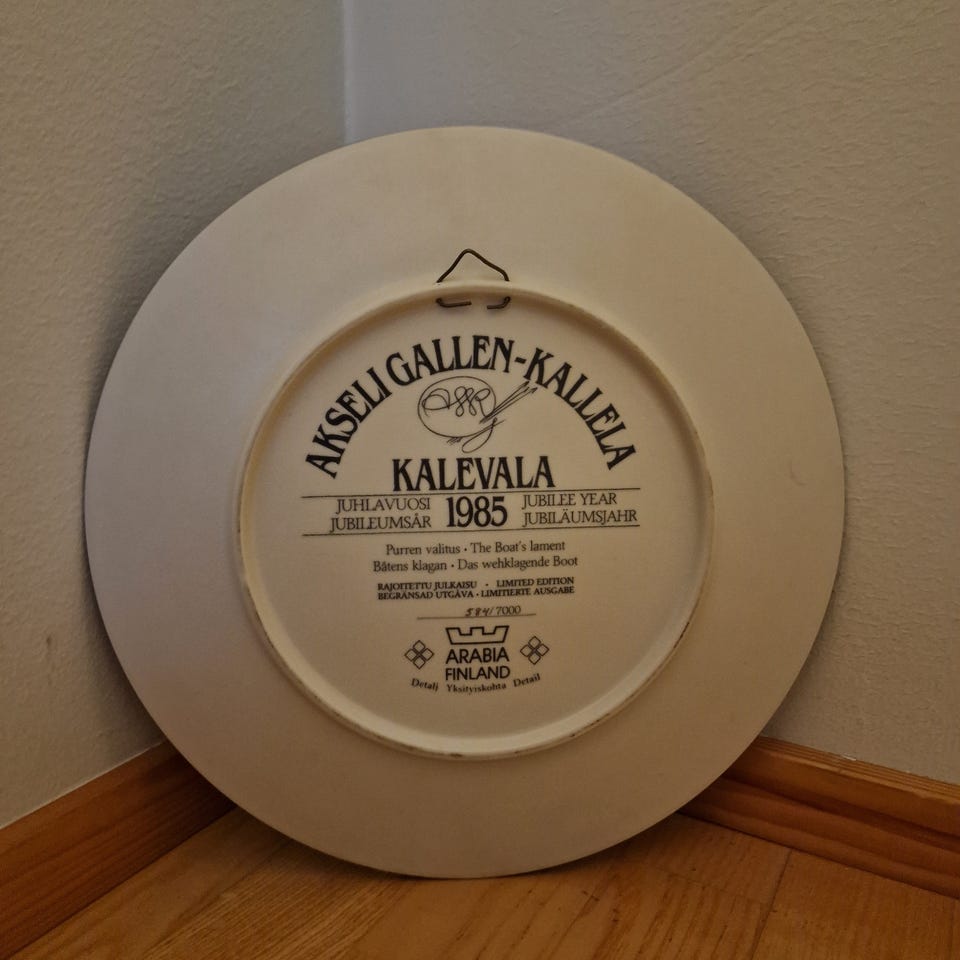 AKSELI GALLEN-KALLELA
KALEVALA
JUHLAVUOSI 1985 JUBILEE YEAR
JUBILEUMSÅR JUBILÄUMSJAHR
Purren valitus • The Boat's lament
Båtens klagan • Das wehklagende Boot
RAJOITETTU JULKAISU • LIMITED EDITION
BEGRÄNSAD UTGÅVA • LIMITIERTE AUSGABE
584/7000
ARABIA
FINLAND
Detalj Yksityiskohta Detail